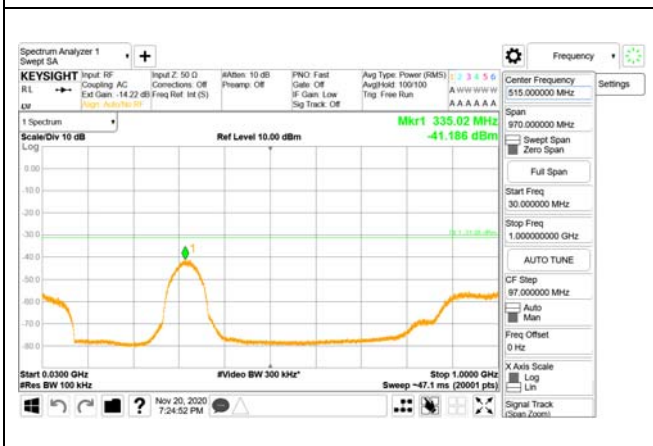 Spectrum Analyzer 1
Swept SA
Frequency
KEYSIGHT
Input: RF
Input Z: 50 Ω
#Atten: 10 dB
PNO: Fast
Avg Type: Power (RMS)
1 2 3 4 5 6
RL
Coupling: AC
Corrections: Off
Preamp: Off
Gate: Off
Avg|Hold: 100/100
A W W W W W
Ext Gain: -14.22 dB
Freq Ref: Int (S)
IF Gain: Low
Trig: Free Run
Align: Auto/No RF
Sig Track: Off
A A A A A A
Center Frequency
515.000000 MHz
Settings
Span
970.000000 MHz
Swept Span
Zero Span
Full Span
Start Freq
30.000000 MHz
Stop Freq
1.000000000 GHz
AUTO TUNE
CF Step
97.000000 MHz
Auto
Man
Freq Offset
0 Hz
X Axis Scale
Log
Lin
Signal Track
(Span Zoom)
1 Spectrum
Mkr1 335.02 MHz
Scale/Div 10 dB
Ref Level 10.00 dBm
-41.186 dBm
Log
0.00
-10.0
-20.0
-30.0
-40.0
-50.0
-60.0
-70.0
-80.0
1
Start 0.0300 GHz
#Video BW 300 kHz*
Stop 1.0000 GHz
#Res BW 100 kHz
Sweep ~47.1 ms (20001 pts)
Nov 20, 2020
7:24:52 PM